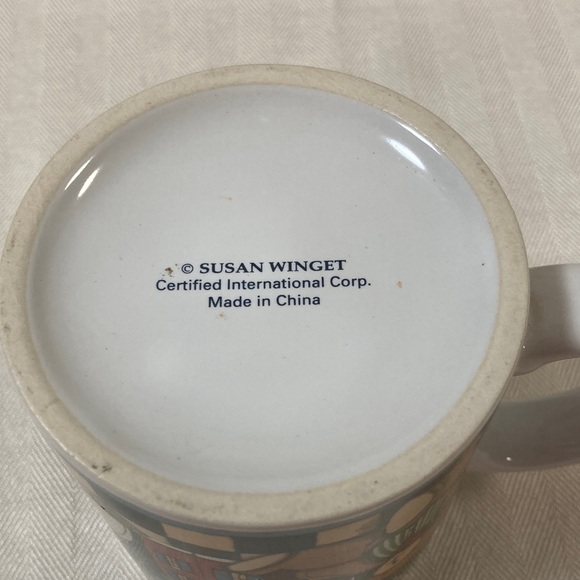 © SUSAN WINGET
Certified International Corp.
Made in China